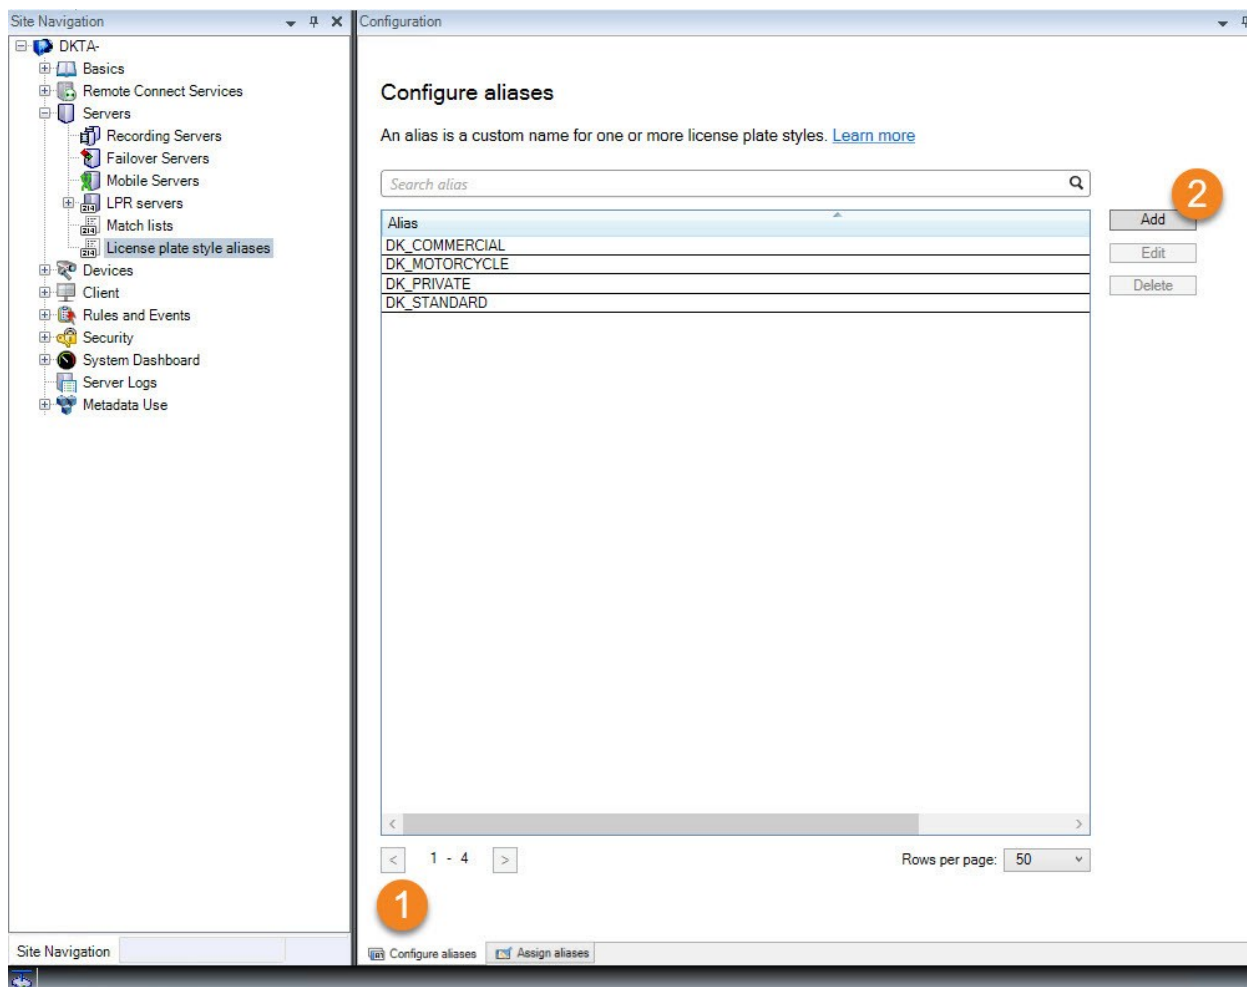 Site Navigation
DKTA-
Basics
Remote Connect Services
Servers
Recording Servers
Failover Servers
Mobile Servers
LPR servers
Match lists
License plate style aliases
Devices
Client
Rules and Events
Security
System Dashboard
Server Logs
Metadata Use
Site Navigation
Configuration
Configure aliases
An alias is a custom name for one or more license plate styles. Learn more
Search alias
2
Alias
Add
DK_COMMERCIAL
DK_MOTORCYCLE
Edit
DK_PRIVATE
Delete
DK_STANDARD
< 1 - 4 >
Rows per page: 50
1
Configure aliases
Assign aliases